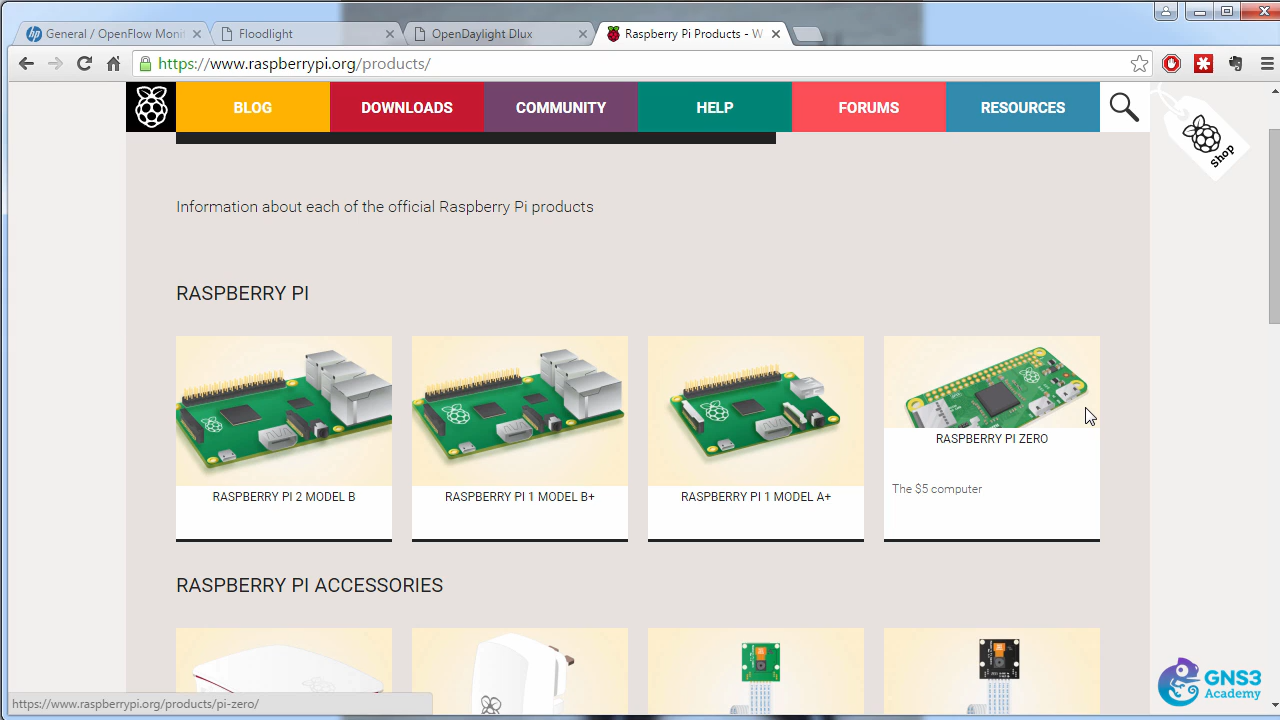 General / OpenFlow Moni
Floodlight
OpenDaylight Dlux
Raspberry Pi Products - W
https://www.raspberrypi.org/products/
BLOG
DOWNLOADS
COMMUNITY
HELP
FORUMS
RESOURCES
Shop
Information about each of the official Raspberry Pi products
RASPBERRY PI
RASPBERRY PI 2 MODEL B
RASPBERRY PI 1 MODEL B+
RASPBERRY PI 1 MODEL A+
RASPBERRY PI ZERO
The $5 computer
RASPBERRY PI ACCESSORIES
https://www.raspberrypi.org/products/pi-zero/
GNS3
Academy